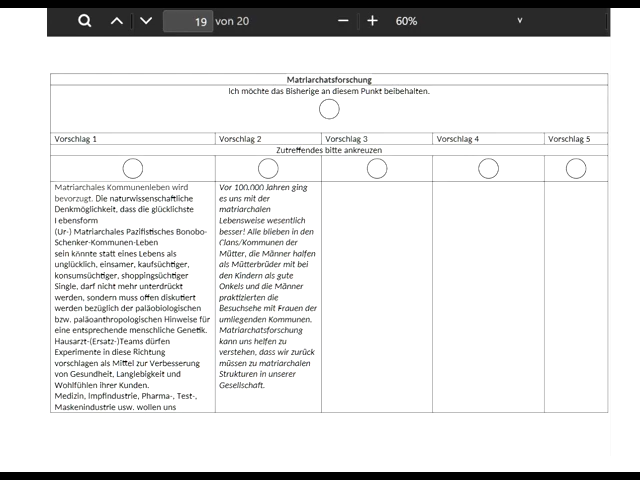 19 von 20
60%
Matriarchatsforschung
Ich möchte das Bisherige an diesem Punkt beibehalten.
Vorschlag 1
Vorschlag 2
Vorschlag 3
Vorschlag 4
Vorschlag 5
Zutreffendes bitte ankreuzen
Matriarchales Kommunenleben wird
bevorzugt. Die naturwissenschaftliche
Denkmöglichkeit, dass die glücklichste
Lebensform
(Ur-) Matriarchales Pazifistisches Bonobo-
Schenker-Kommunen-Leben
sein könnte statt eines Lebens als
unglücklich, einsamer, kaufsüchtiger,
konsumsüchtiger, shoppingsüchtiger
Single, darf nicht mehr unterdrückt
werden, sondern muss offen diskutiert
werden bezüglich der paläobiologischen
bzw. paläoanthropologischen Hinweise für
eine entsprechende menschliche Genetik.
Hausarzt-(Ersatz-)Teams dürfen
Experimente in diese Richtung
vorschlagen als Mittel zur Verbesserung
von Gesundheit, Langlebigkeit und
Wohlfühlen ihrer Kunden.
Medizin, Impfindustrie, Pharma-, Test-,
Maskenindustrie usw. wollen uns
Vor 100.000 Jahren ging
es uns mit der
matriarchalen
Lebensweise wesentlich
besser! Alle blieben in den
Clans/Kommunen der
Mütter, die Männer halfen
als Mütterbrüder mit bei
den Kindern als gute
Onkels und die Männer
praktizierten die
Besuchsehe mit Frauen der
umliegenden Kommunen.
Matriarchatsforschung
kann uns helfen zu
verstehen, dass wir zurück
müssen zu matriarchalen
Strukturen in unserer
Gesellschaft.